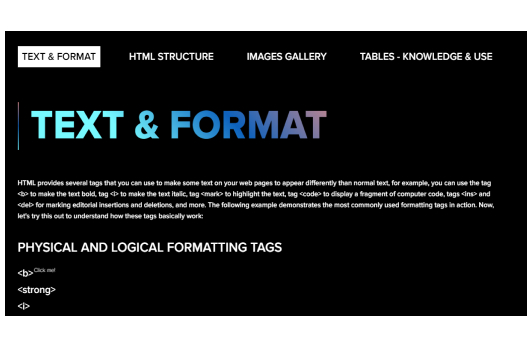 TEXT & FORMAT HTML STRUCTURE IMAGES GALLERY TABLES - KNOWLEDGE & USE
TEXT & FORMAT
HTML provides several tags that you can use to make some text on your web pages to appear differently than normal text, for example, you can use the tag
<b> to make the text bold, tag <i> to make the text italic, tag <mark> to highlight the text, tag <code> to display a fragment of computer code, tags <ins> and
<del> for marking editorial insertions and deletions, and more. The following example demonstrates the most commonly used formatting tags in action. Now,
let's try this out to understand how these tags basically work:
PHYSICAL AND LOGICAL FORMATTING TAGS
<b> Click me!
<strong>
<I>